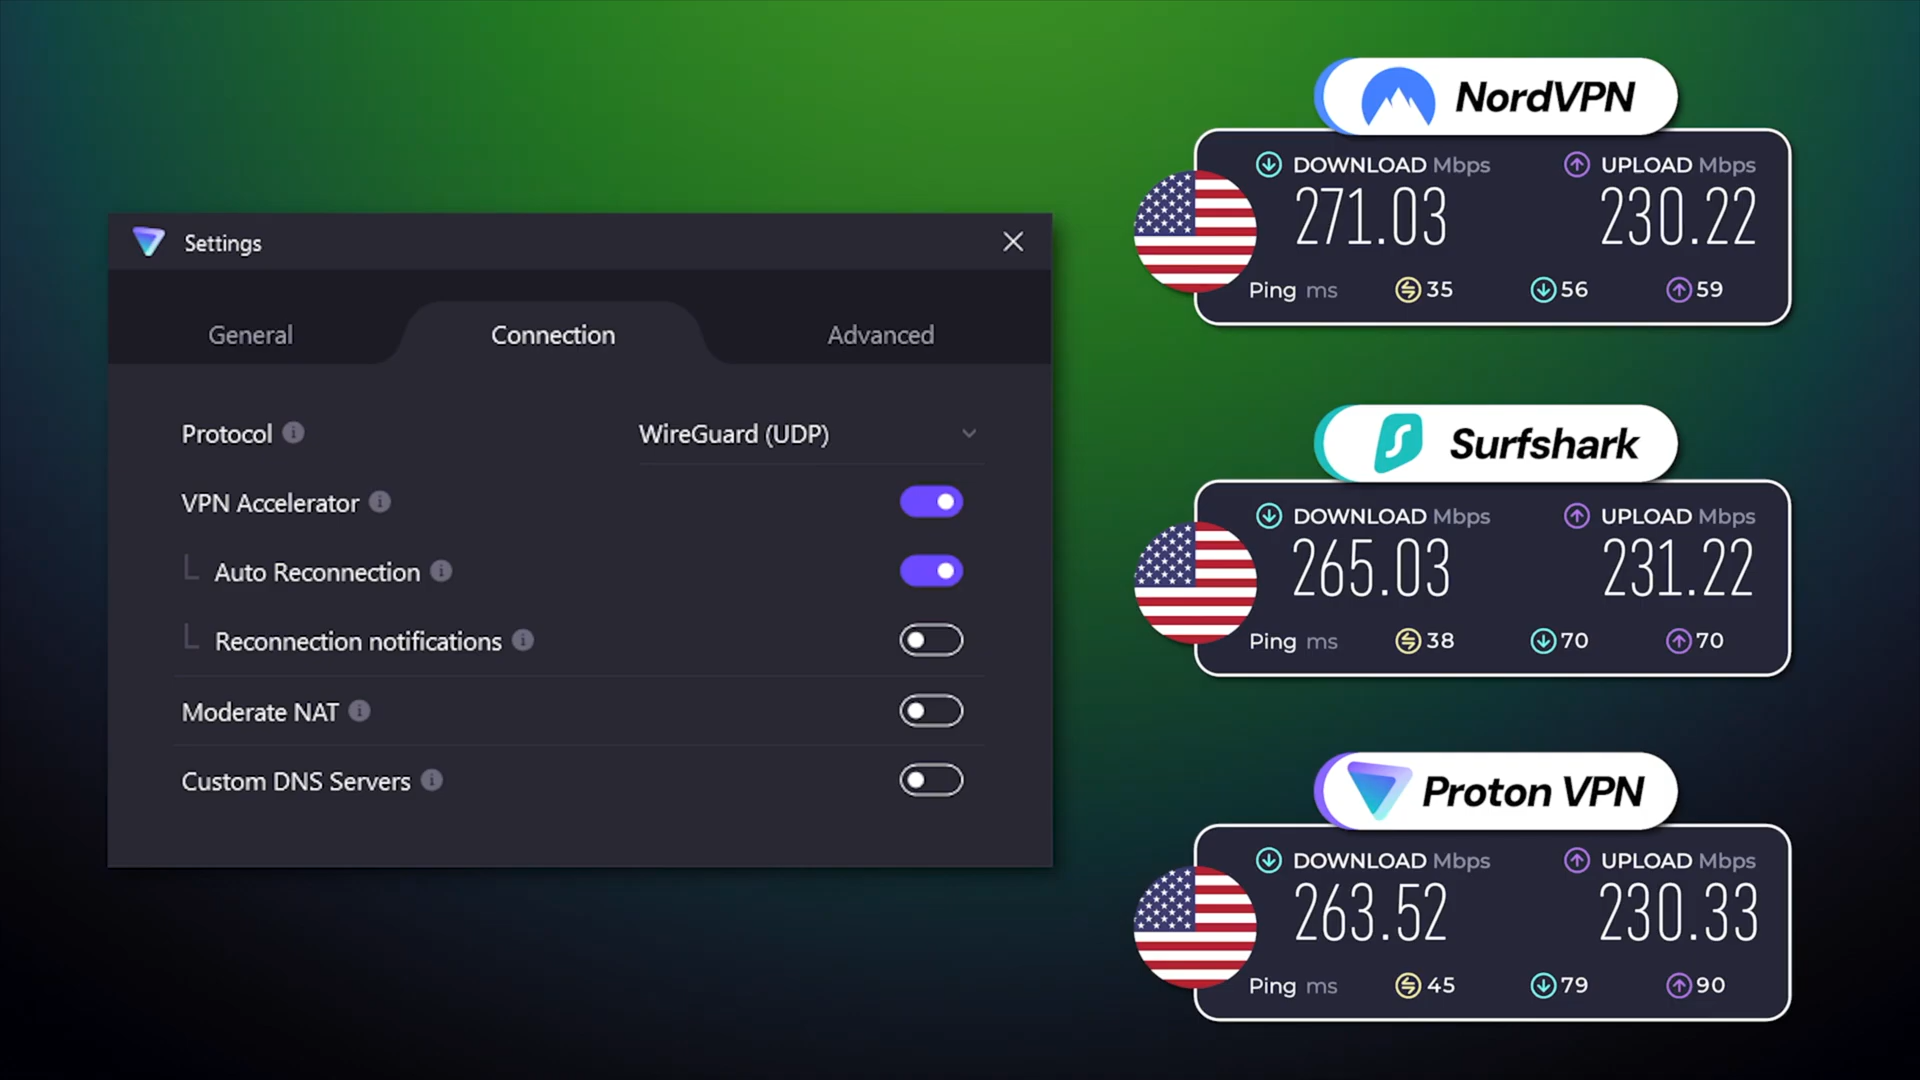 Settings
General
Connection
Advanced
Protocol
WireGuard (UDP)
VPN Accelerator
Auto Reconnection
Reconnection notifications
Moderate NAT
Custom DNS Servers
NordVPN
DOWNLOAD Mbps
UPLOAD Mbps
271.03
230.22
Ping ms
35
56
59
Surfshark
DOWNLOAD Mbps
UPLOAD Mbps
265.03
231.22
Ping ms
38
70
70
Proton VPN
DOWNLOAD Mbps
UPLOAD Mbps
263.52
230.33
Ping ms
45
79
90